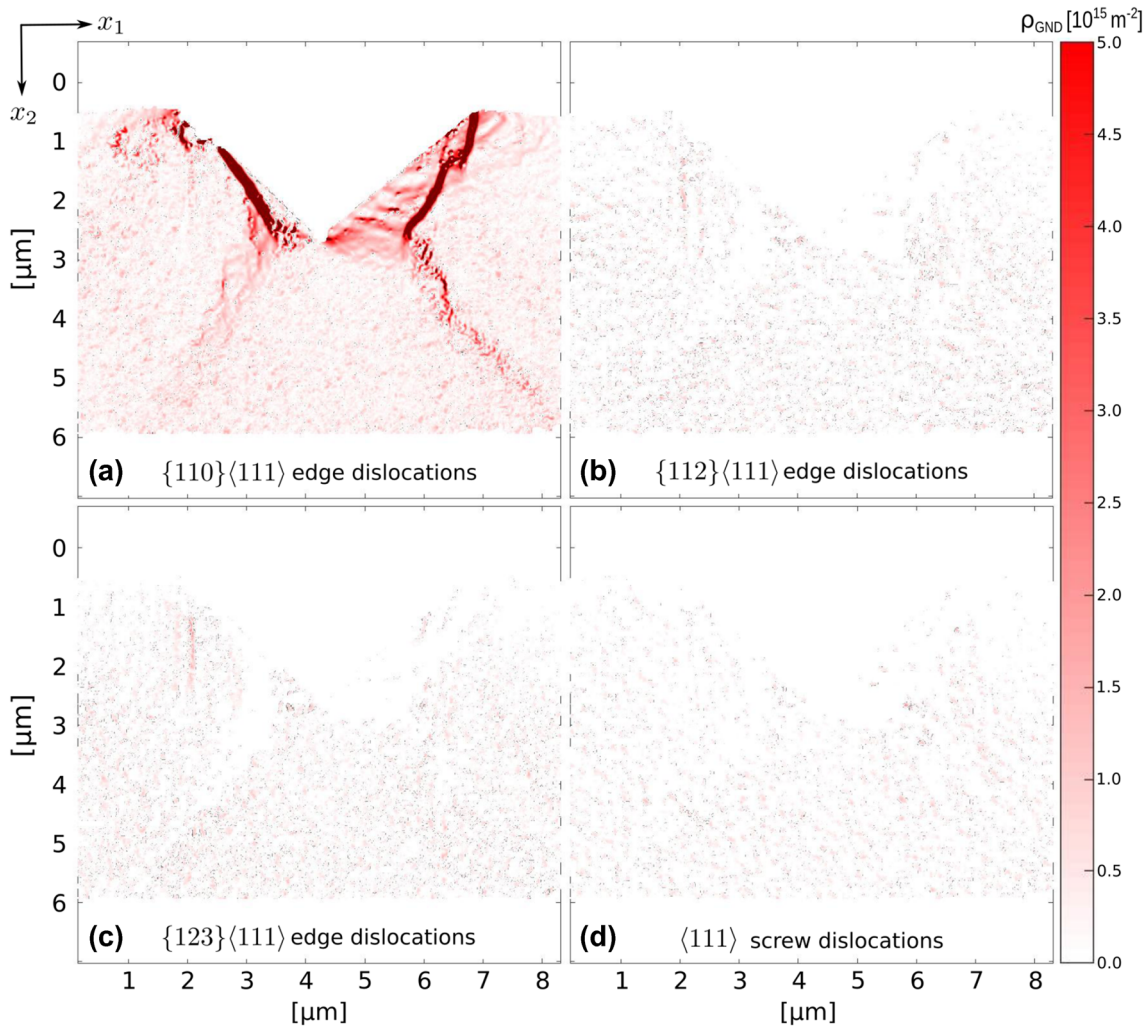 x₁
x₂
ρGND [10¹⁵ m⁻²]
5.0
4.5
4.0
3.5
3.0
2.5
2.0
1.5
1.0
0.5
0.0
0
1
2
3
4
5
6
[μm]
(a) {110}⟨111⟩ edge dislocations
(b) {112}⟨111⟩ edge dislocations
0
1
2
3
4
5
6
[μm]
(c) {123}⟨111⟩ edge dislocations
(d) ⟨111⟩ screw dislocations
1 2 3 4 5 6 7 8
[μm]
1 2 3 4 5 6 7 8
[μm]